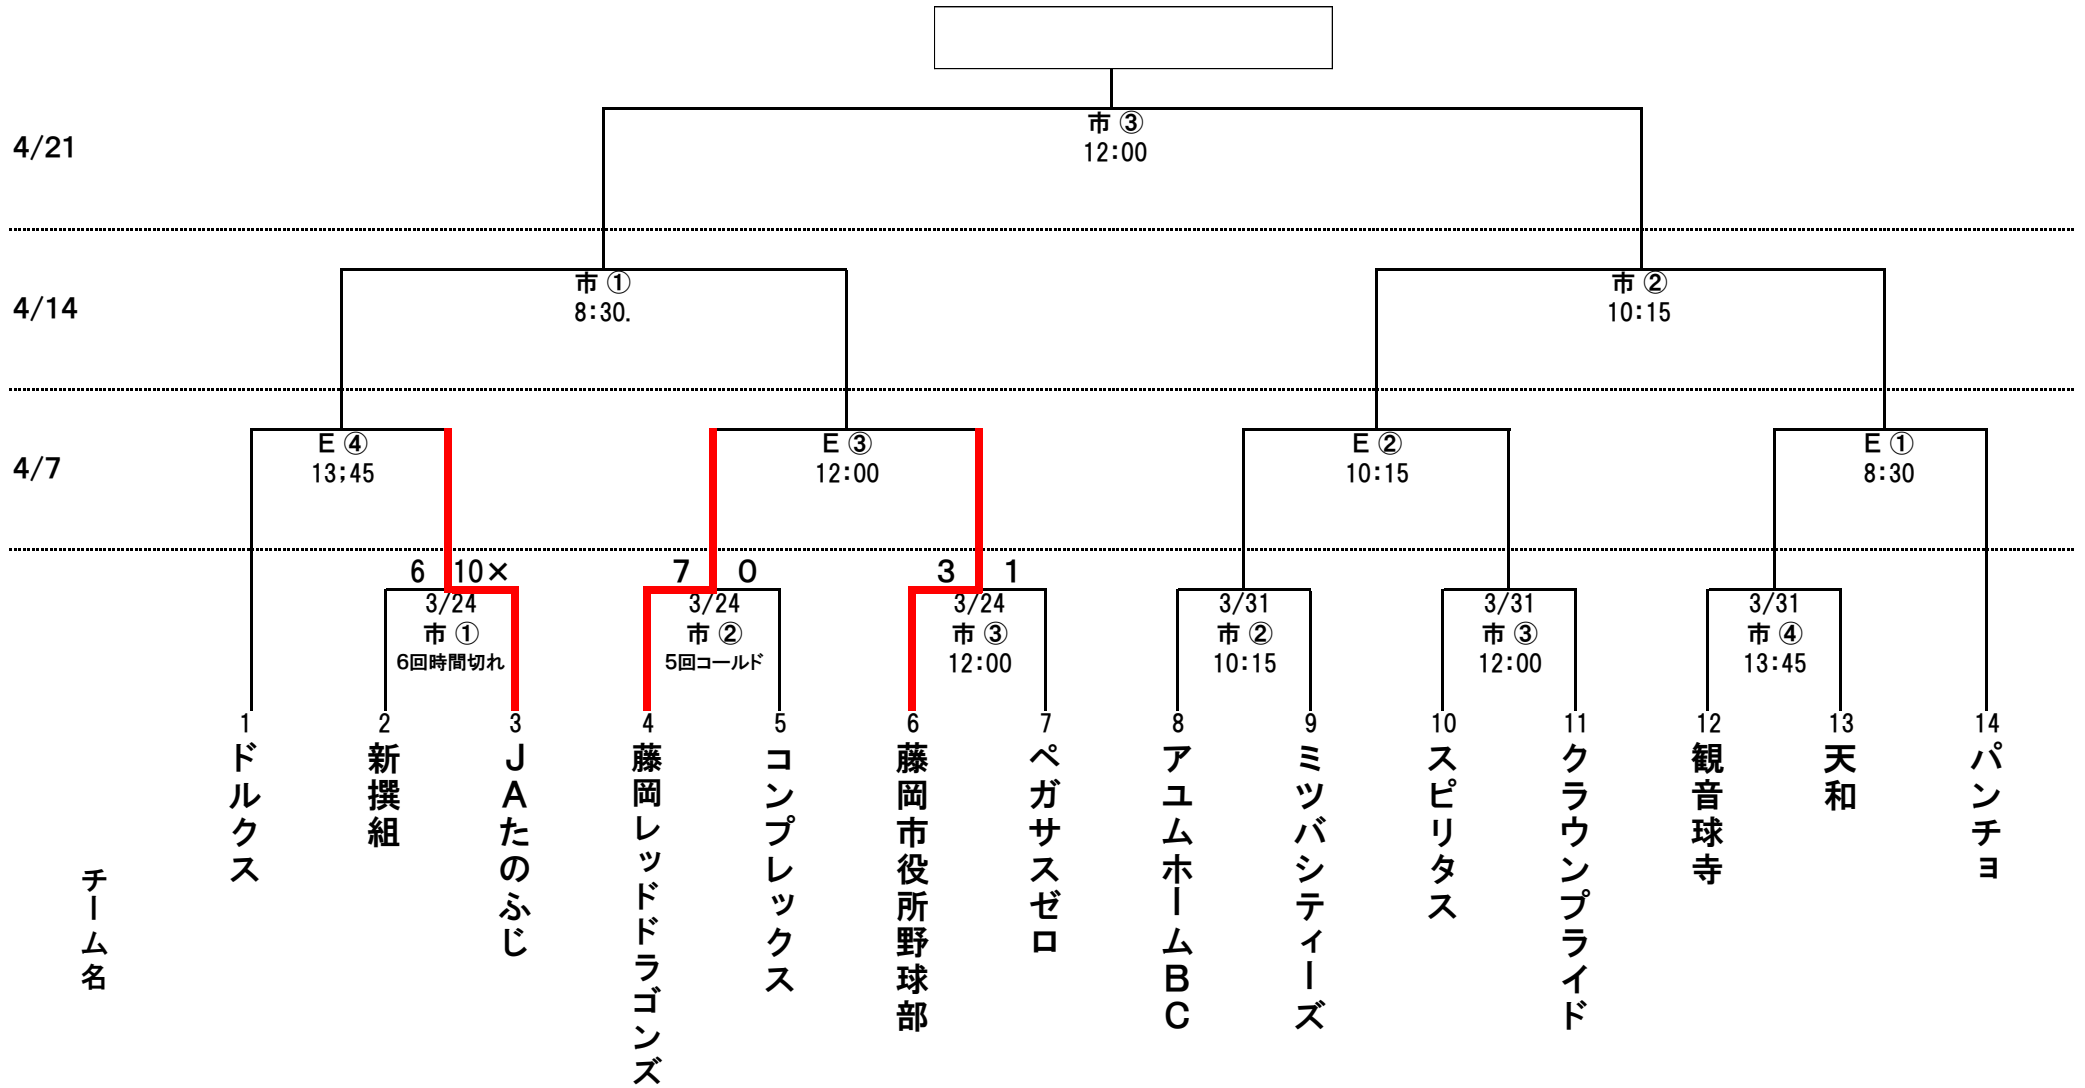 4/21
市 ③
12:00
4/14
市 ①
8:30.
市 ②
10:15
4/7
E ④
13;45
E ③
12:00
E ②
10:15
E ①
8:30
6 10×
7 0
3 1
3/24
市 ①
6回時間切れ
3/24
市 ②
5回コールド
3/24
市 ③
12:00
3/31
市 ②
10:15
3/31
市 ③
12:00
3/31
市 ④
13:45
チーム名
1
ドルクス
2
新撰組
3
JAたのふじ
4
藤岡レッドドラゴンズ
5
コンプレックス
6
藤岡市役所野球部
7
ペガサスゼロ
8
アユムホームBC
9
ミツバシティーズ
10
スピリタス
11
クラウンプライド
12
観音球寺
13
天和
14
パンチョ